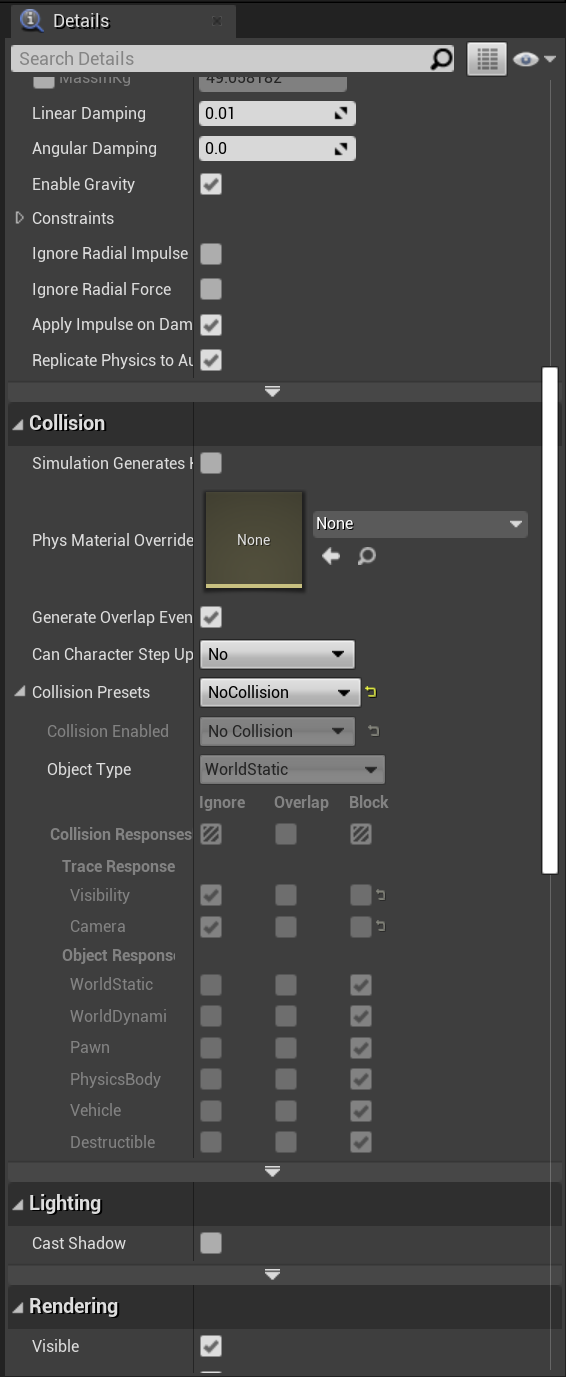 Details
Search Details
MassInKg 49.058182
Linear Damping 0.01
Angular Damping 0.0
Enable Gravity
Constraints
Ignore Radial Impulse
Ignore Radial Force
Apply Impulse on Dam
Replicate Physics to Au
Collision
Simulation Generates H
Phys Material Override None None
Generate Overlap Even
Can Character Step Up No
Collision Presets NoCollision
Collision Enabled No Collision
Object Type WorldStatic
Ignore Overlap Block
Collision Responses
Trace Response
Visibility
Camera
Object Respons
WorldStatic
WorldDynami
Pawn
PhysicsBody
Vehicle
Destructible
Lighting
Cast Shadow
Rendering
Visible